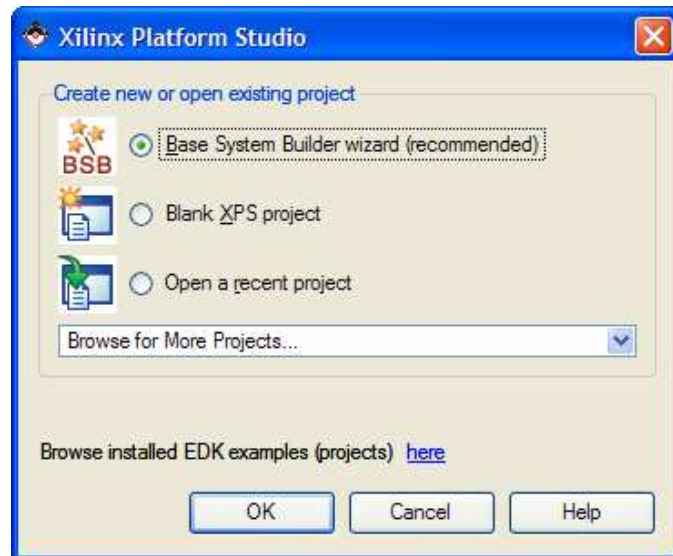 Xilinx Platform Studio
Create new or open existing project
BSB
Base System Builder wizard (recommended)
Blank XPS project
Open a recent project
Browse for More Projects...
Browse installed EDK examples (projects) here
OK Cancel Help